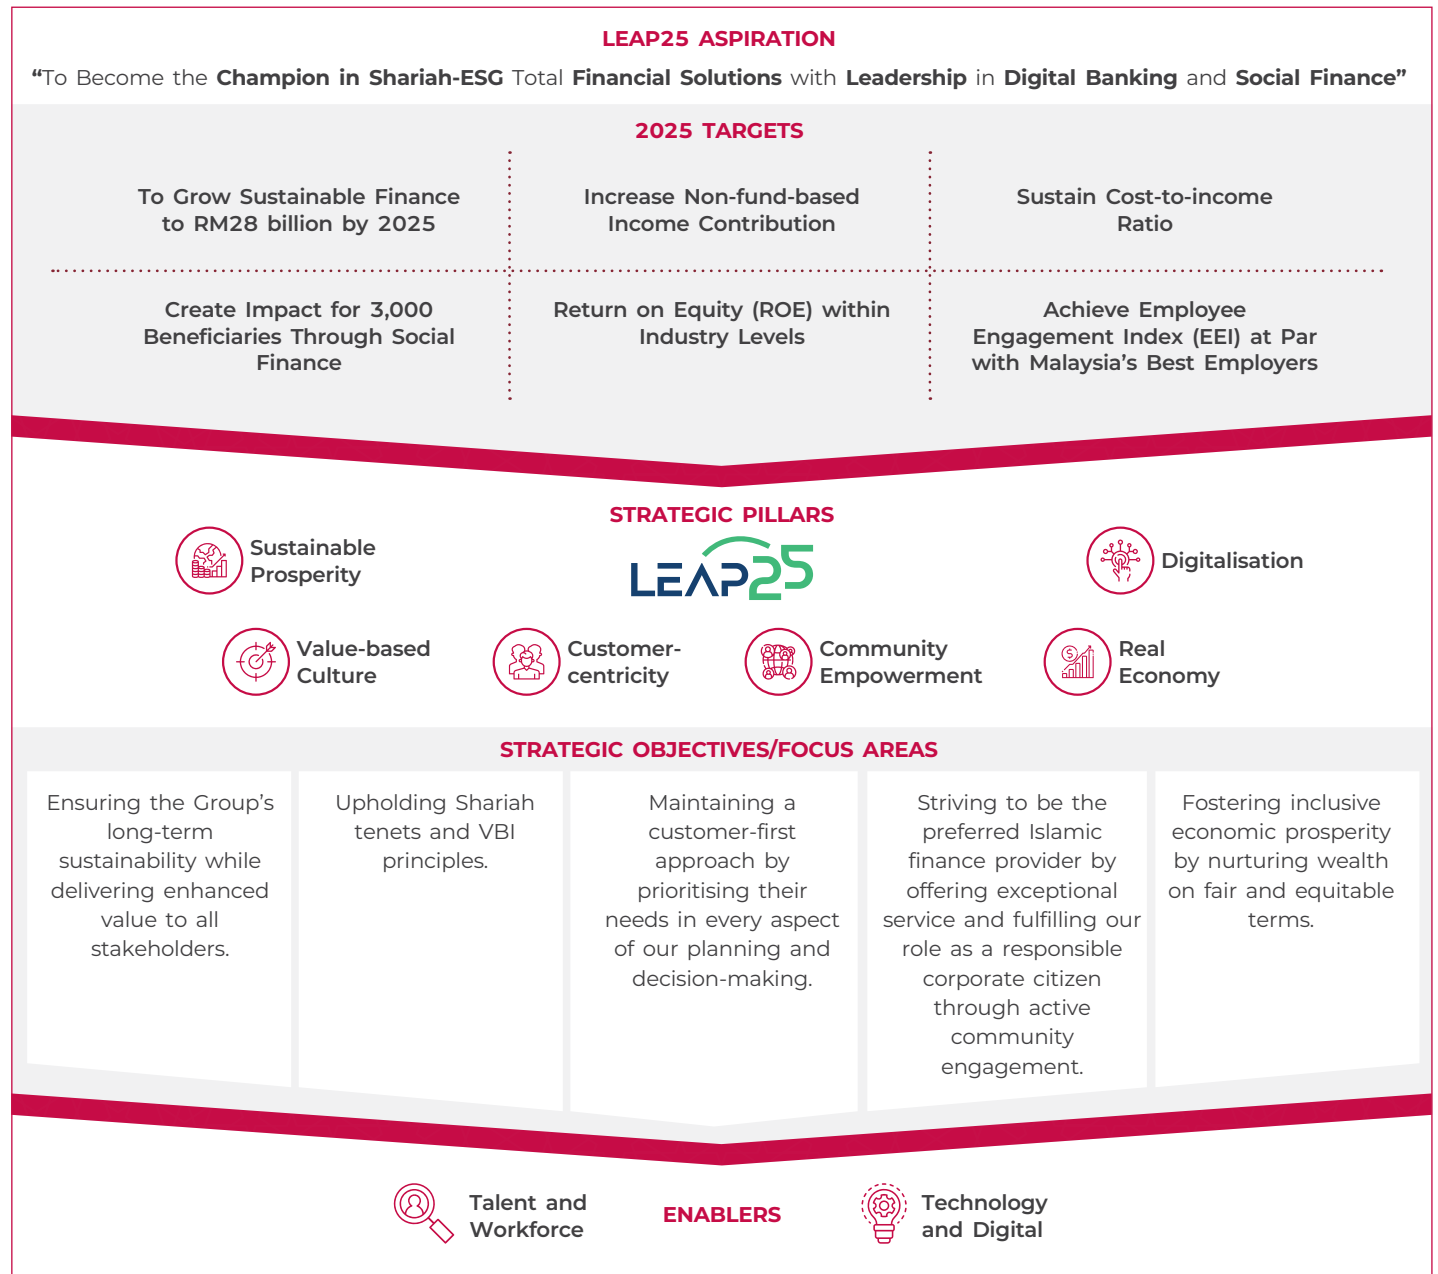 LEAP25 ASPIRATION
“To Become the Champion in Shariah-ESG Total Financial Solutions with Leadership in Digital Banking and Social Finance”
2025 TARGETS
To Grow Sustainable Finance
to RM28 billion by 2025
Increase Non-fund-based
Income Contribution
Sustain Cost-to-income
Ratio
Create Impact for 3,000
Beneficiaries Through Social
Finance
Return on Equity (ROE) within
Industry Levels
Achieve Employee
Engagement Index (EEI) at Par
with Malaysia’s Best Employers
STRATEGIC PILLARS
Sustainable
Prosperity
LEAP25
Digitalisation
Value-based
Culture
Customer-
centricity
Community
Empowerment
Real
Economy
STRATEGIC OBJECTIVES/FOCUS AREAS
Ensuring the Group’s
long-term
sustainability while
delivering enhanced
value to all
stakeholders.
Upholding Shariah
tenets and VBI
principles.
Maintaining a
customer-first
approach by
prioritising their
needs in every aspect
of our planning and
decision-making.
Striving to be the
preferred Islamic
finance provider by
offering exceptional
service and fulfilling our
role as a responsible
corporate citizen
through active
community
engagement.
Fostering inclusive
economic prosperity
by nurturing wealth
on fair and equitable
terms.
Talent and
Workforce
ENABLERS
Technology
and Digital